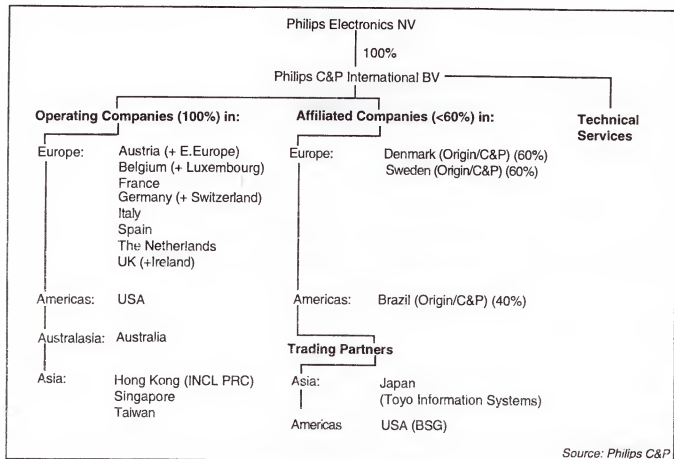 Philips Electronics NV
100%
Philips C&P International BV
Operating Companies (100%) in:
Europe:
Austria (+ E.Europe)
Belgium (+ Luxembourg)
France
Germany (+ Switzerland)
Italy
Spain
The Netherlands
UK (+Ireland)
Americas: USA
Australasia: Australia
Asia:
Hong Kong (INCL PRC)
Singapore
Taiwan
Affiliated Companies (<60%) in:
Europe:
Denmark (Origin/C&P) (60%)
Sweden (Origin/C&P) (60%)
Americas: Brazil (Origin/C&P) (40%)
Trading Partners
Asia:
Japan
(Toyo Information Systems)
Americas USA (BSG)
Technical
Services
Source: Philips C&P